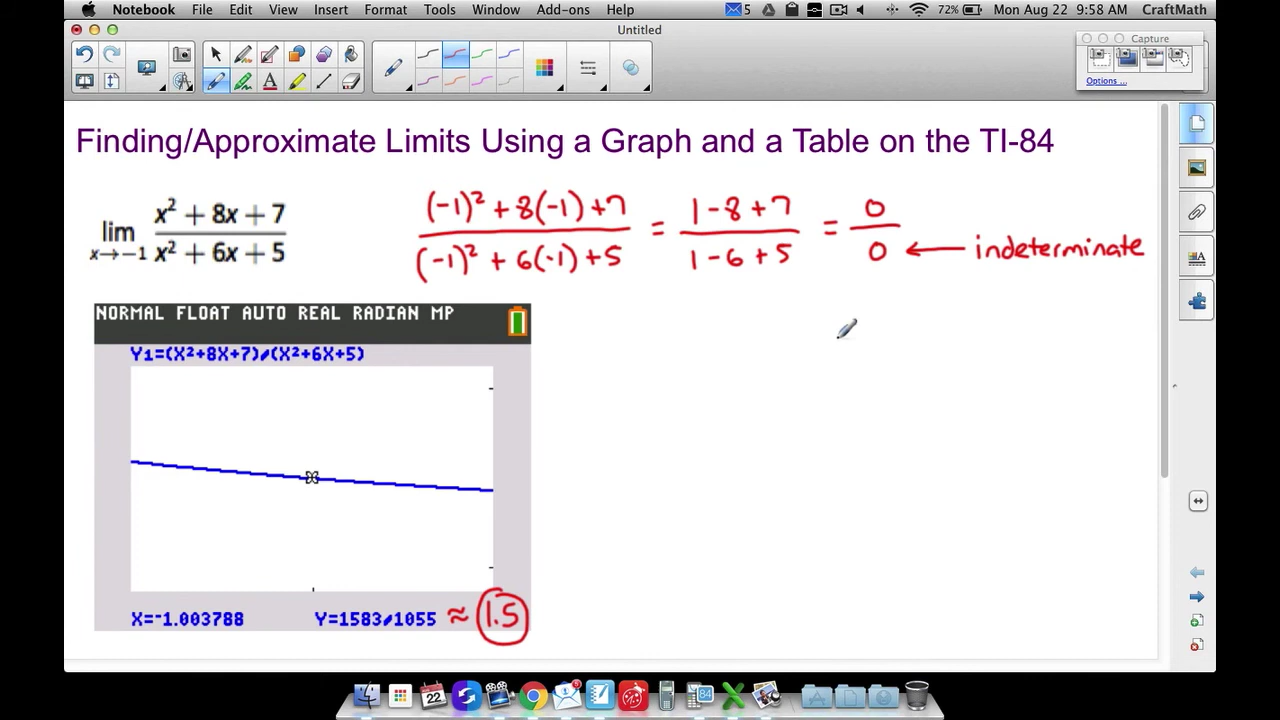 Notebook File Edit View Insert Format Tools Window Add-ons Help 5 72% Mon Aug 22 9:58 AM CraftMath
Untitled
Capture
Options ...
Finding/Approximate Limits Using a Graph and a Table on the TI-84
lim x→−1 (x² + 8x + 7)/(x² + 6x + 5)
((-1)² + 8(-1) + 7)/((-1)² + 6(-1) + 5) = (1 - 8 + 7)/(1 - 6 + 5) = 0/0 ← indeterminate
NORMAL FLOAT AUTO REAL RADIAN MP
Y1=(X²+8X+7)/(X²+6X+5)
X=-1.003788 Y=1583/1055 ≈ 1.5
22
5
84